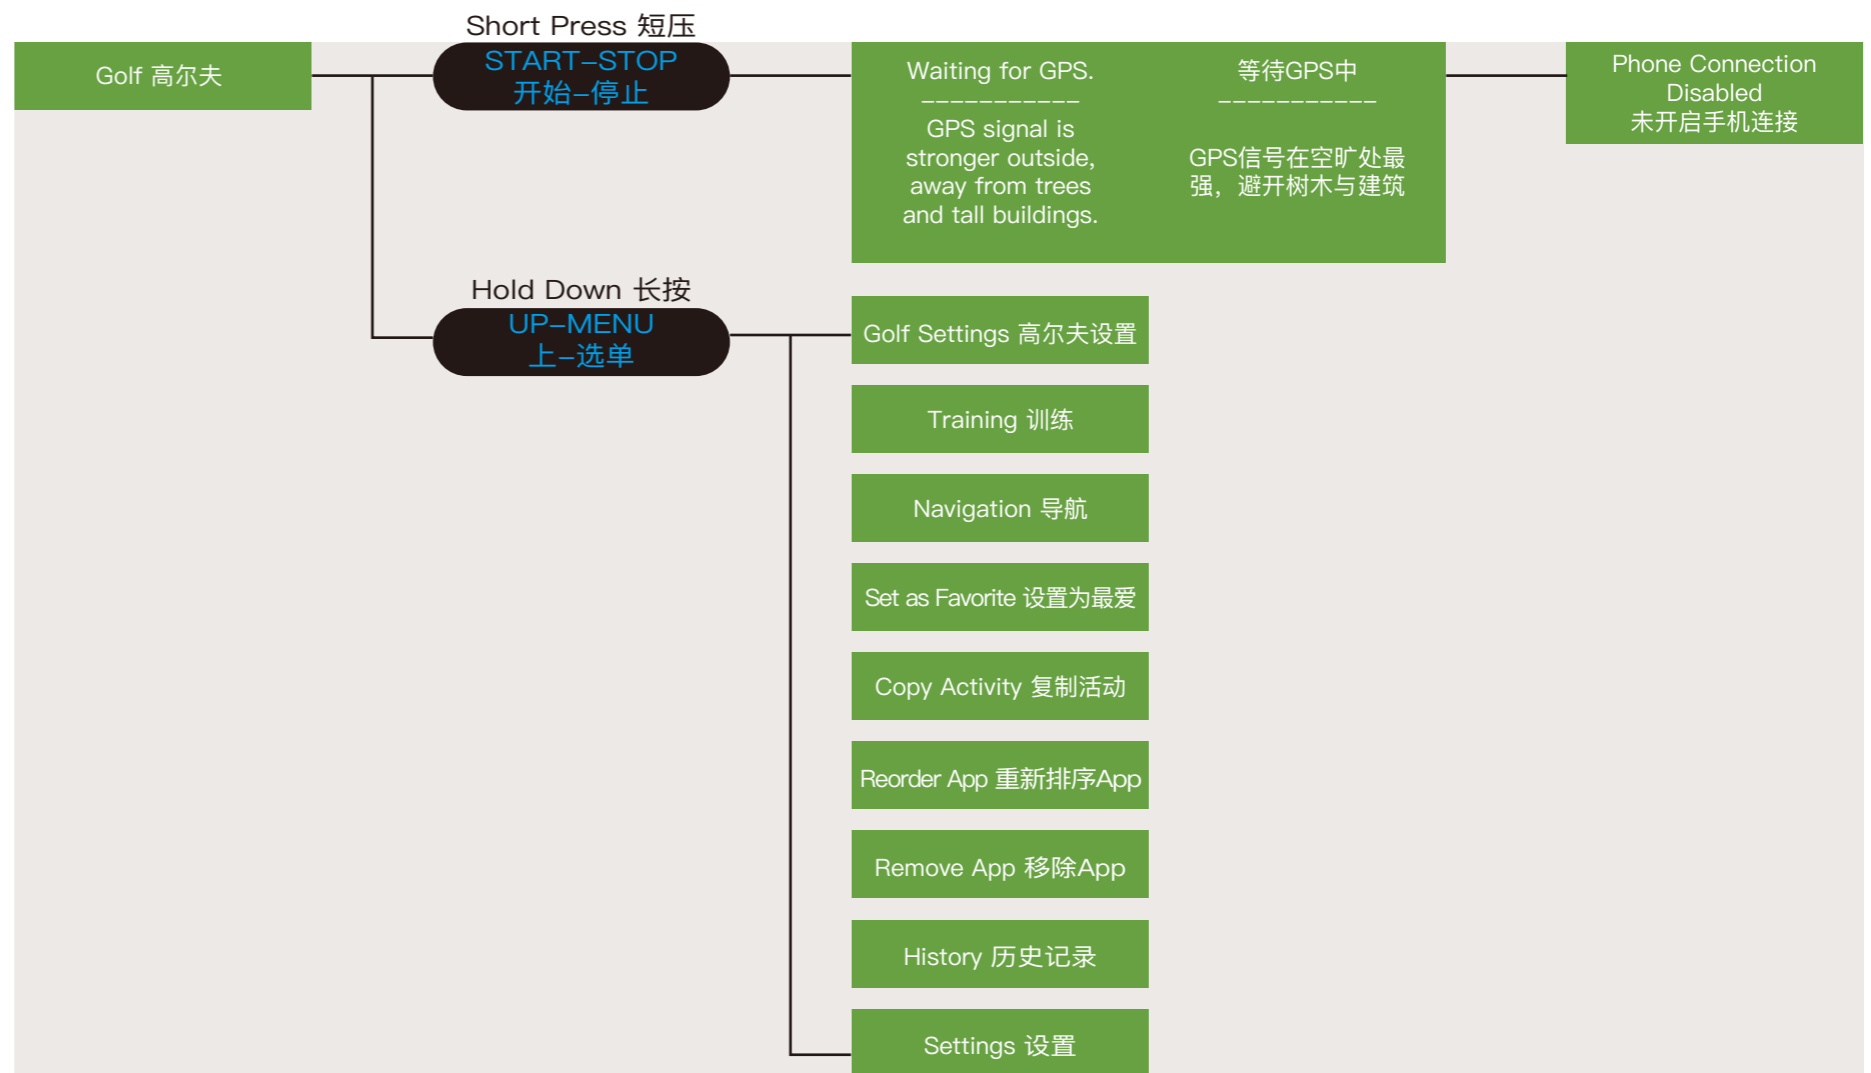 Short Press 短压
Golf 高尔夫
START-STOP
开始-停止
Waiting for GPS.
-----------
GPS signal is
stronger outside,
away from trees
and tall buildings.
等待GPS中
-----------
GPS信号在空旷处最
强，避开树木与建筑
Phone Connection
Disabled
未开启手机连接
Hold Down 长按
UP-MENU
上-选单
Golf Settings 高尔夫设置
Training 训练
Navigation 导航
Set as Favorite 设置为最爱
Copy Activity 复制活动
Reorder App 重新排序App
Remove App 移除App
History 历史记录
Settings 设置